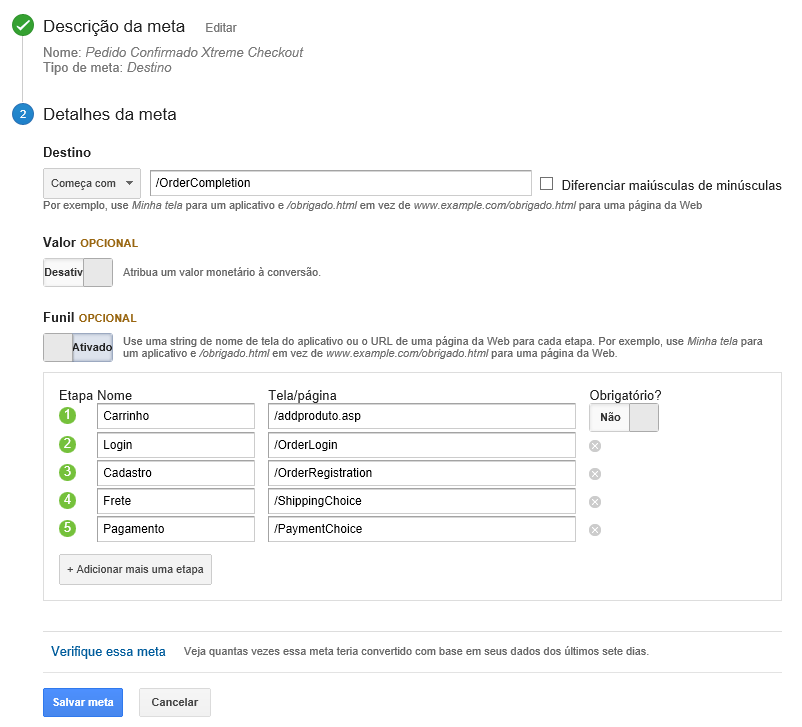 Descrição da meta Editar
Nome: Pedido Confirmado Xtreme Checkout
Tipo de meta: Destino
2 Detalhes da meta
Destino
Começa com /OrderCompletion Diferenciar maiúsculas de minúsculas
Por exemplo, use Minha tela para um aplicativo e /obrigado.html em vez de www.example.com/obrigado.html para uma página da Web
Valor OPCIONAL
Desativ Atribua um valor monetário à conversão.
Funil OPCIONAL
Ativado Use uma string de nome de tela do aplicativo ou o URL de uma página da Web para cada etapa. Por exemplo, use Minha tela para
um aplicativo e /obrigado.html em vez de www.example.com/obrigado.html para uma página da Web.
Etapa Nome Tela/página Obrigatório?
1 Carrinho /addproduto.asp Não
2 Login /OrderLogin
3 Cadastro /OrderRegistration
4 Frete /ShippingChoice
5 Pagamento /PaymentChoice
+ Adicionar mais uma etapa
Verifique essa meta Veja quantas vezes essa meta teria convertido com base em seus dados dos últimos sete dias.
Salvar meta Cancelar